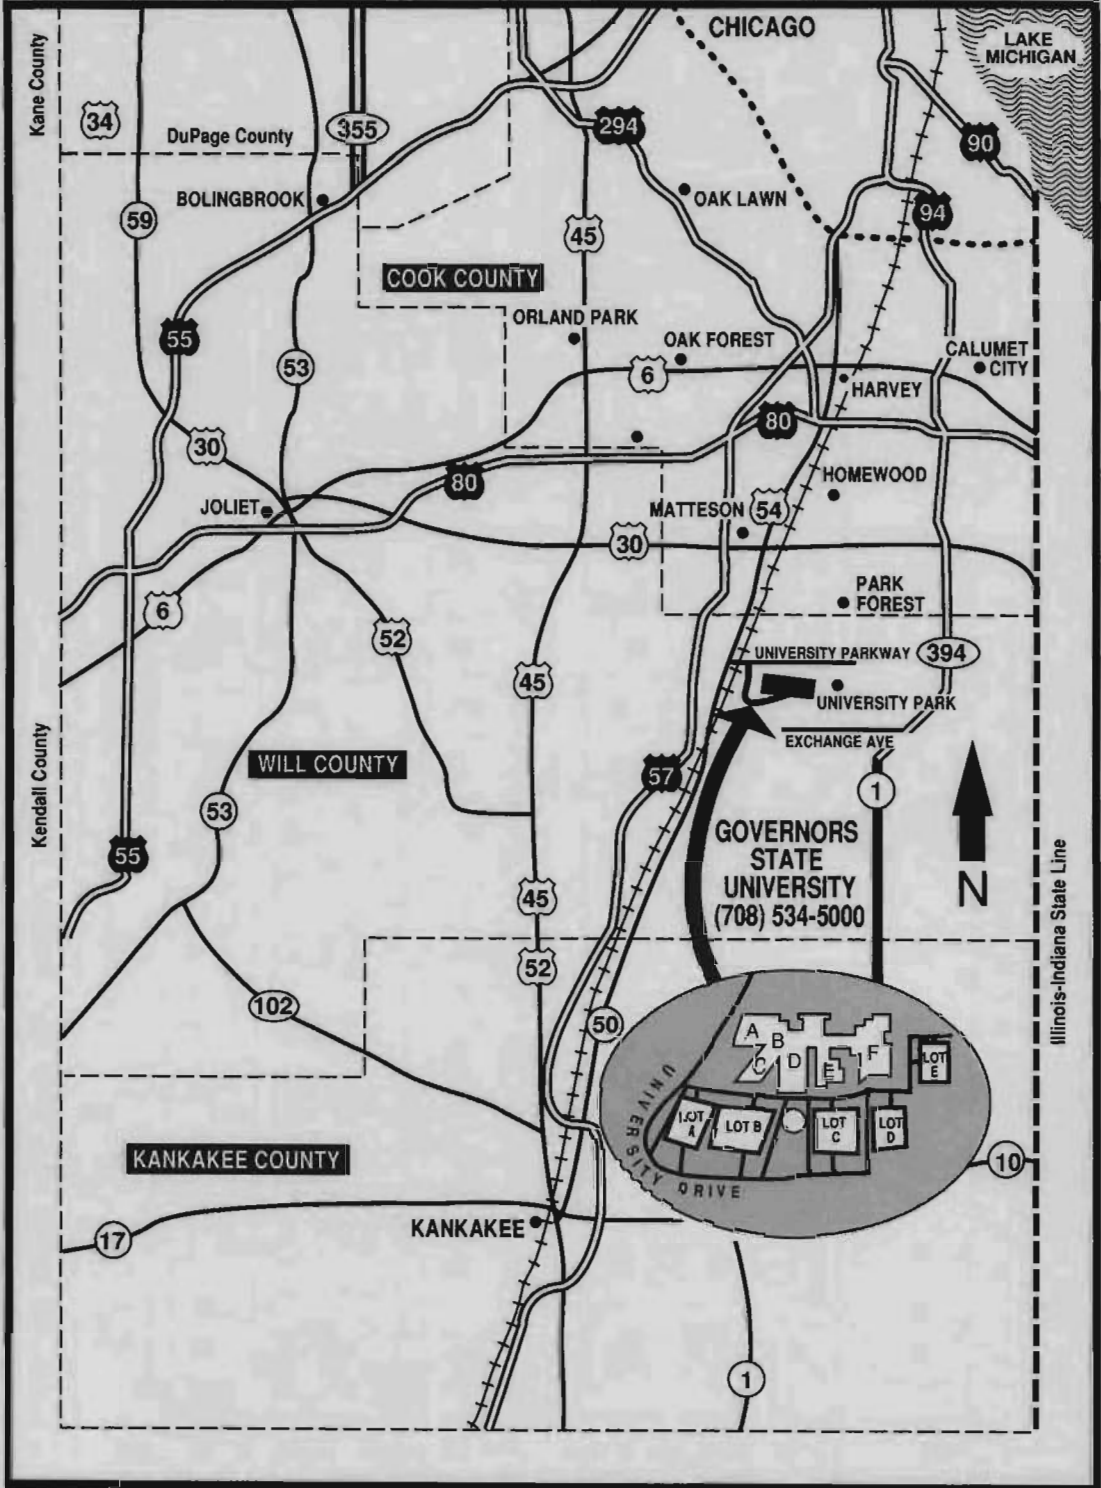 CHICAGO
LAKE
MICHIGAN
Kane County
34
DuPage County
355
294
90
BOLINGBROOK
OAK LAWN
59
94
45
COOK COUNTY
ORLAND PARK
55
OAK FOREST
CALUMET
CITY
53
6
HARVEY
80
30
HOMEWOOD
80
JOLIET
MATTESON
54
30
PARK
FOREST
6
52
UNIVERSITY PARKWAY
394
45
UNIVERSITY PARK
EXCHANGE AVE
WILL COUNTY
57
1
Kendall County
53
GOVERNORS
STATE
UNIVERSITY
(708) 534-5000
55
N
45
Illinois-Indiana State Line
52
102
50
A
B
C
D
E
F
LOT
E
LOT
A
LOT B
LOT
C
LOT
D
UNIVERSITY DRIVE
KANKAKEE COUNTY
10
17
KANKAKEE
1